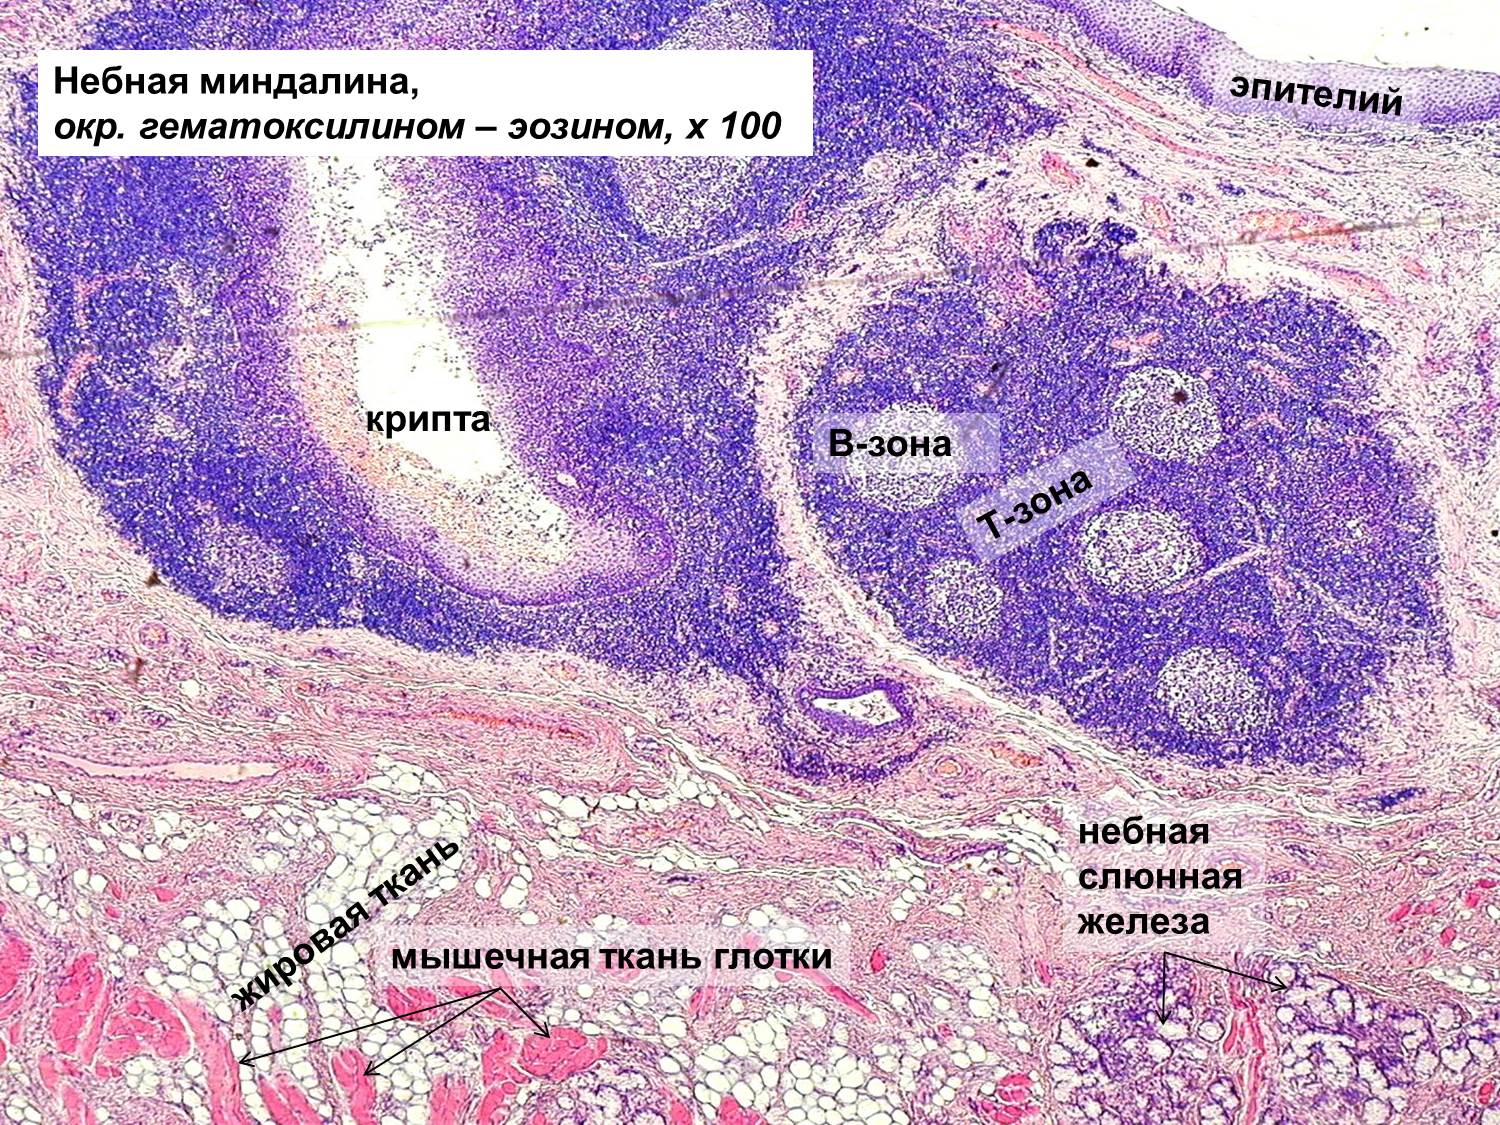 Небная миндалина,
окр. гематоксилином – эозином, х 100
эпителий
крипта
В-зона
Т-зона
небная
слюнная
железа
жировая ткань
мышечная ткань глотки